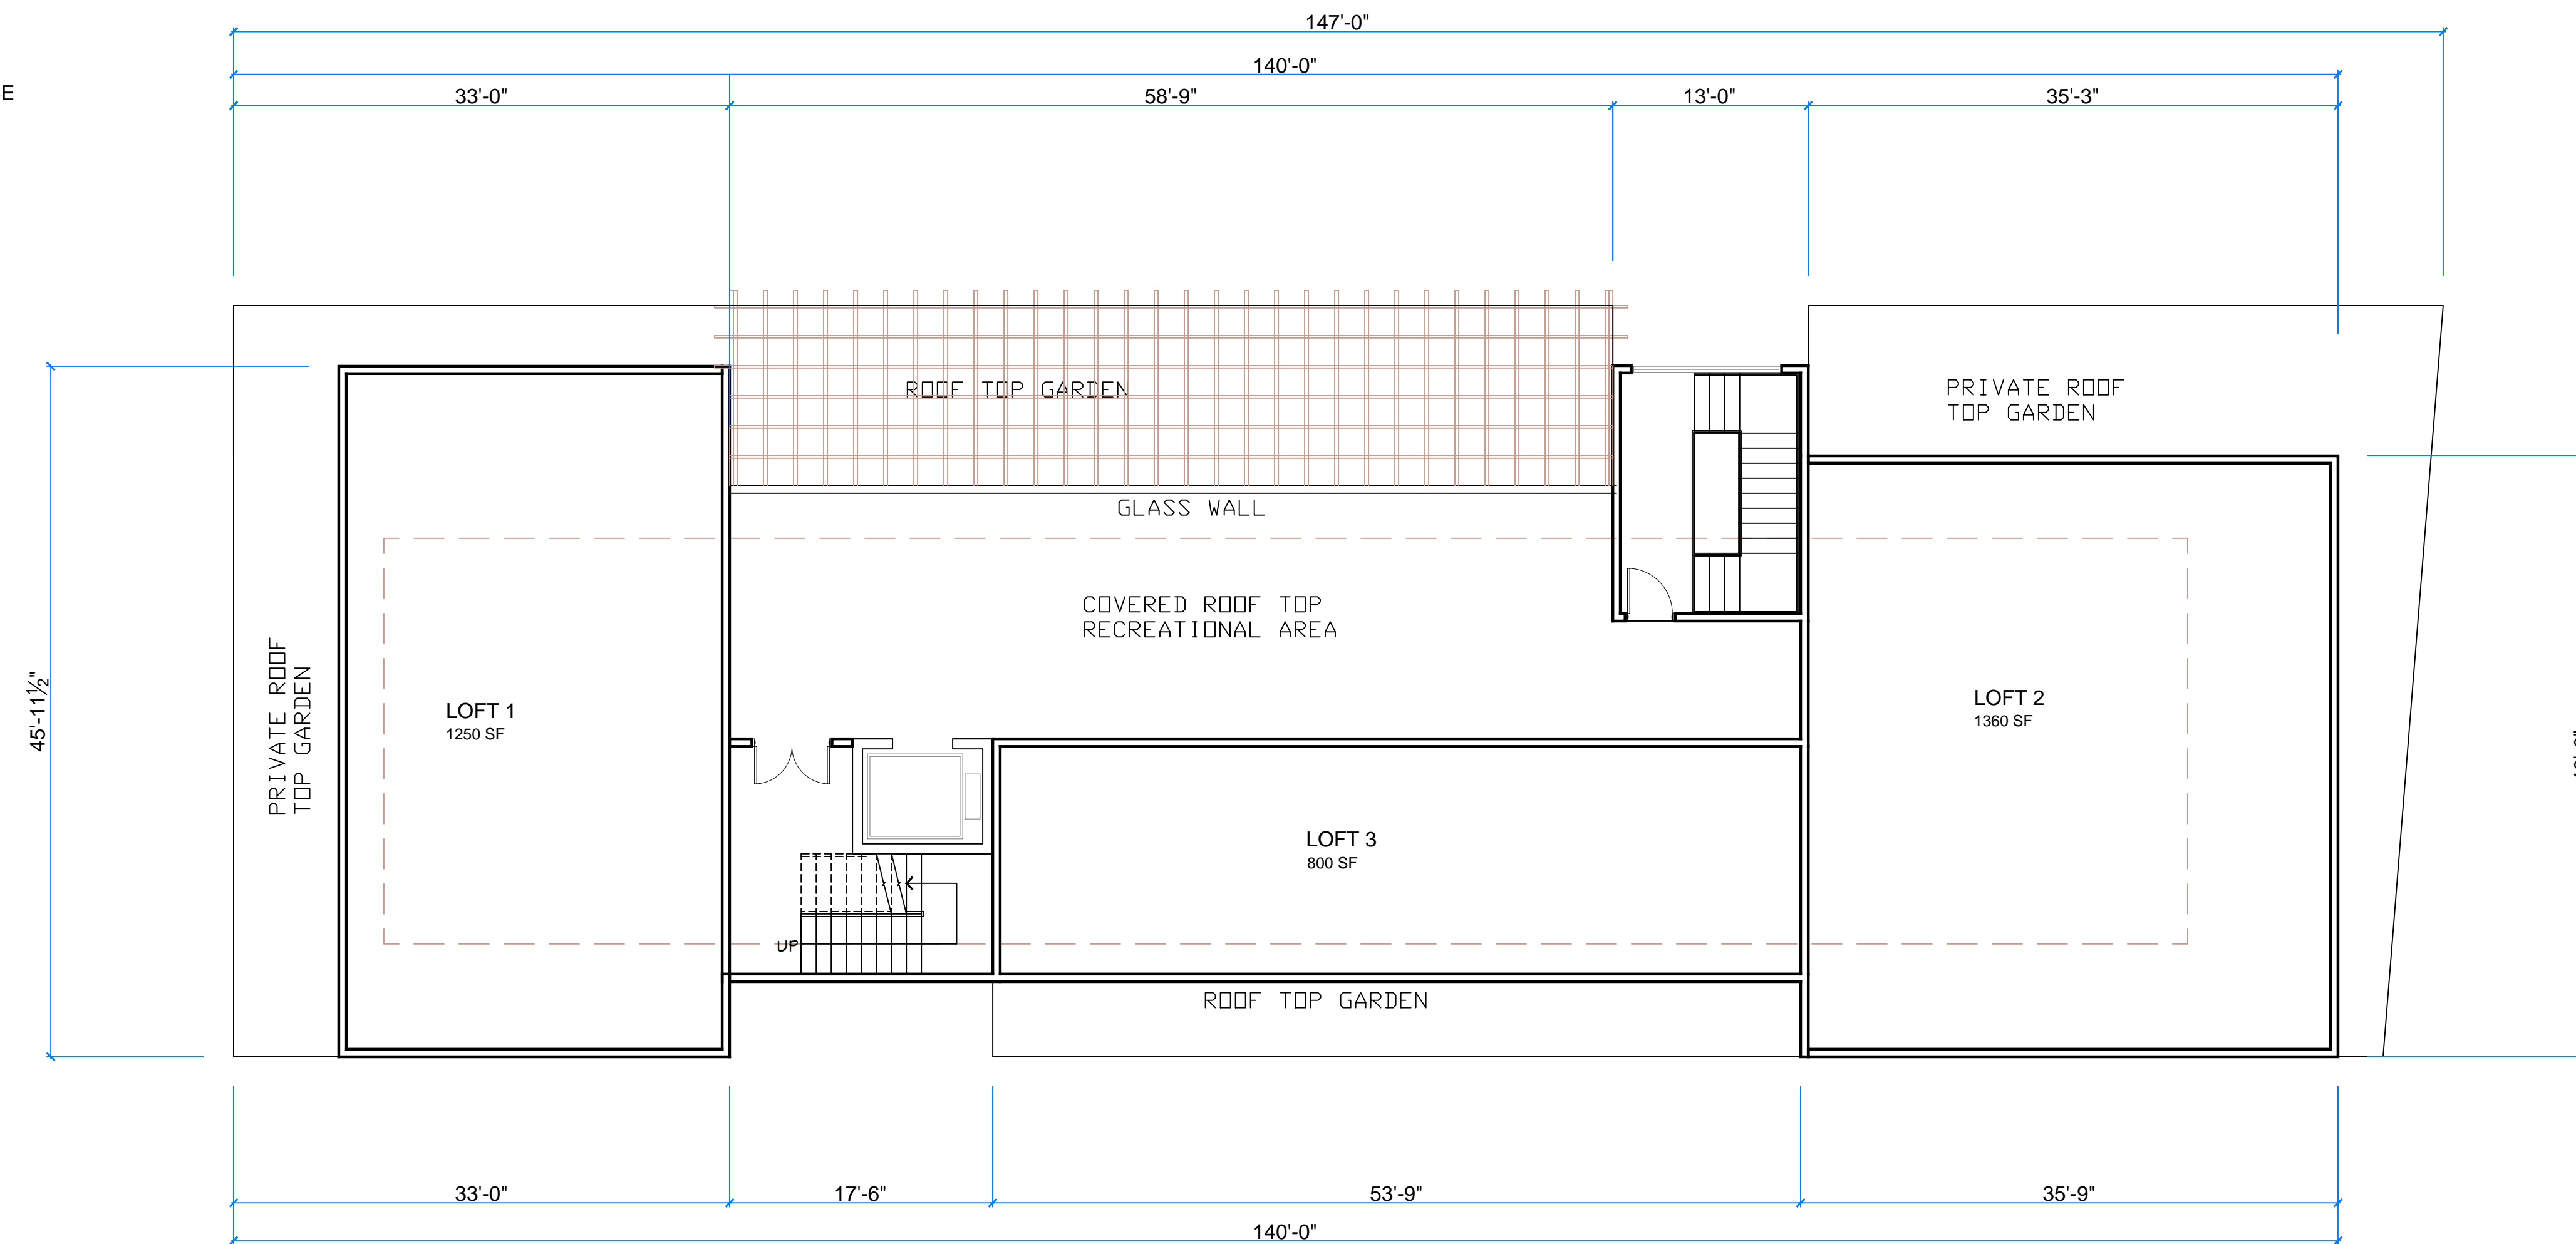 147'-0"
140'-0"
E
33'-0"
58'-9"
13'-0"
35'-3"
ROOF TOP GARDEN
PRIVATE ROOF
TOP GARDEN
GLASS WALL
COVERED ROOF TOP
RECREATIONAL AREA
PRIVATE ROOF
TOP GARDEN
45'-11½"
LOFT 1
1250 SF
LOFT 2
1360 SF
LOFT 3
800 SF
UP
ROOF TOP GARDEN
33'-0"
17'-6"
53'-9"
35'-9"
140'-0"